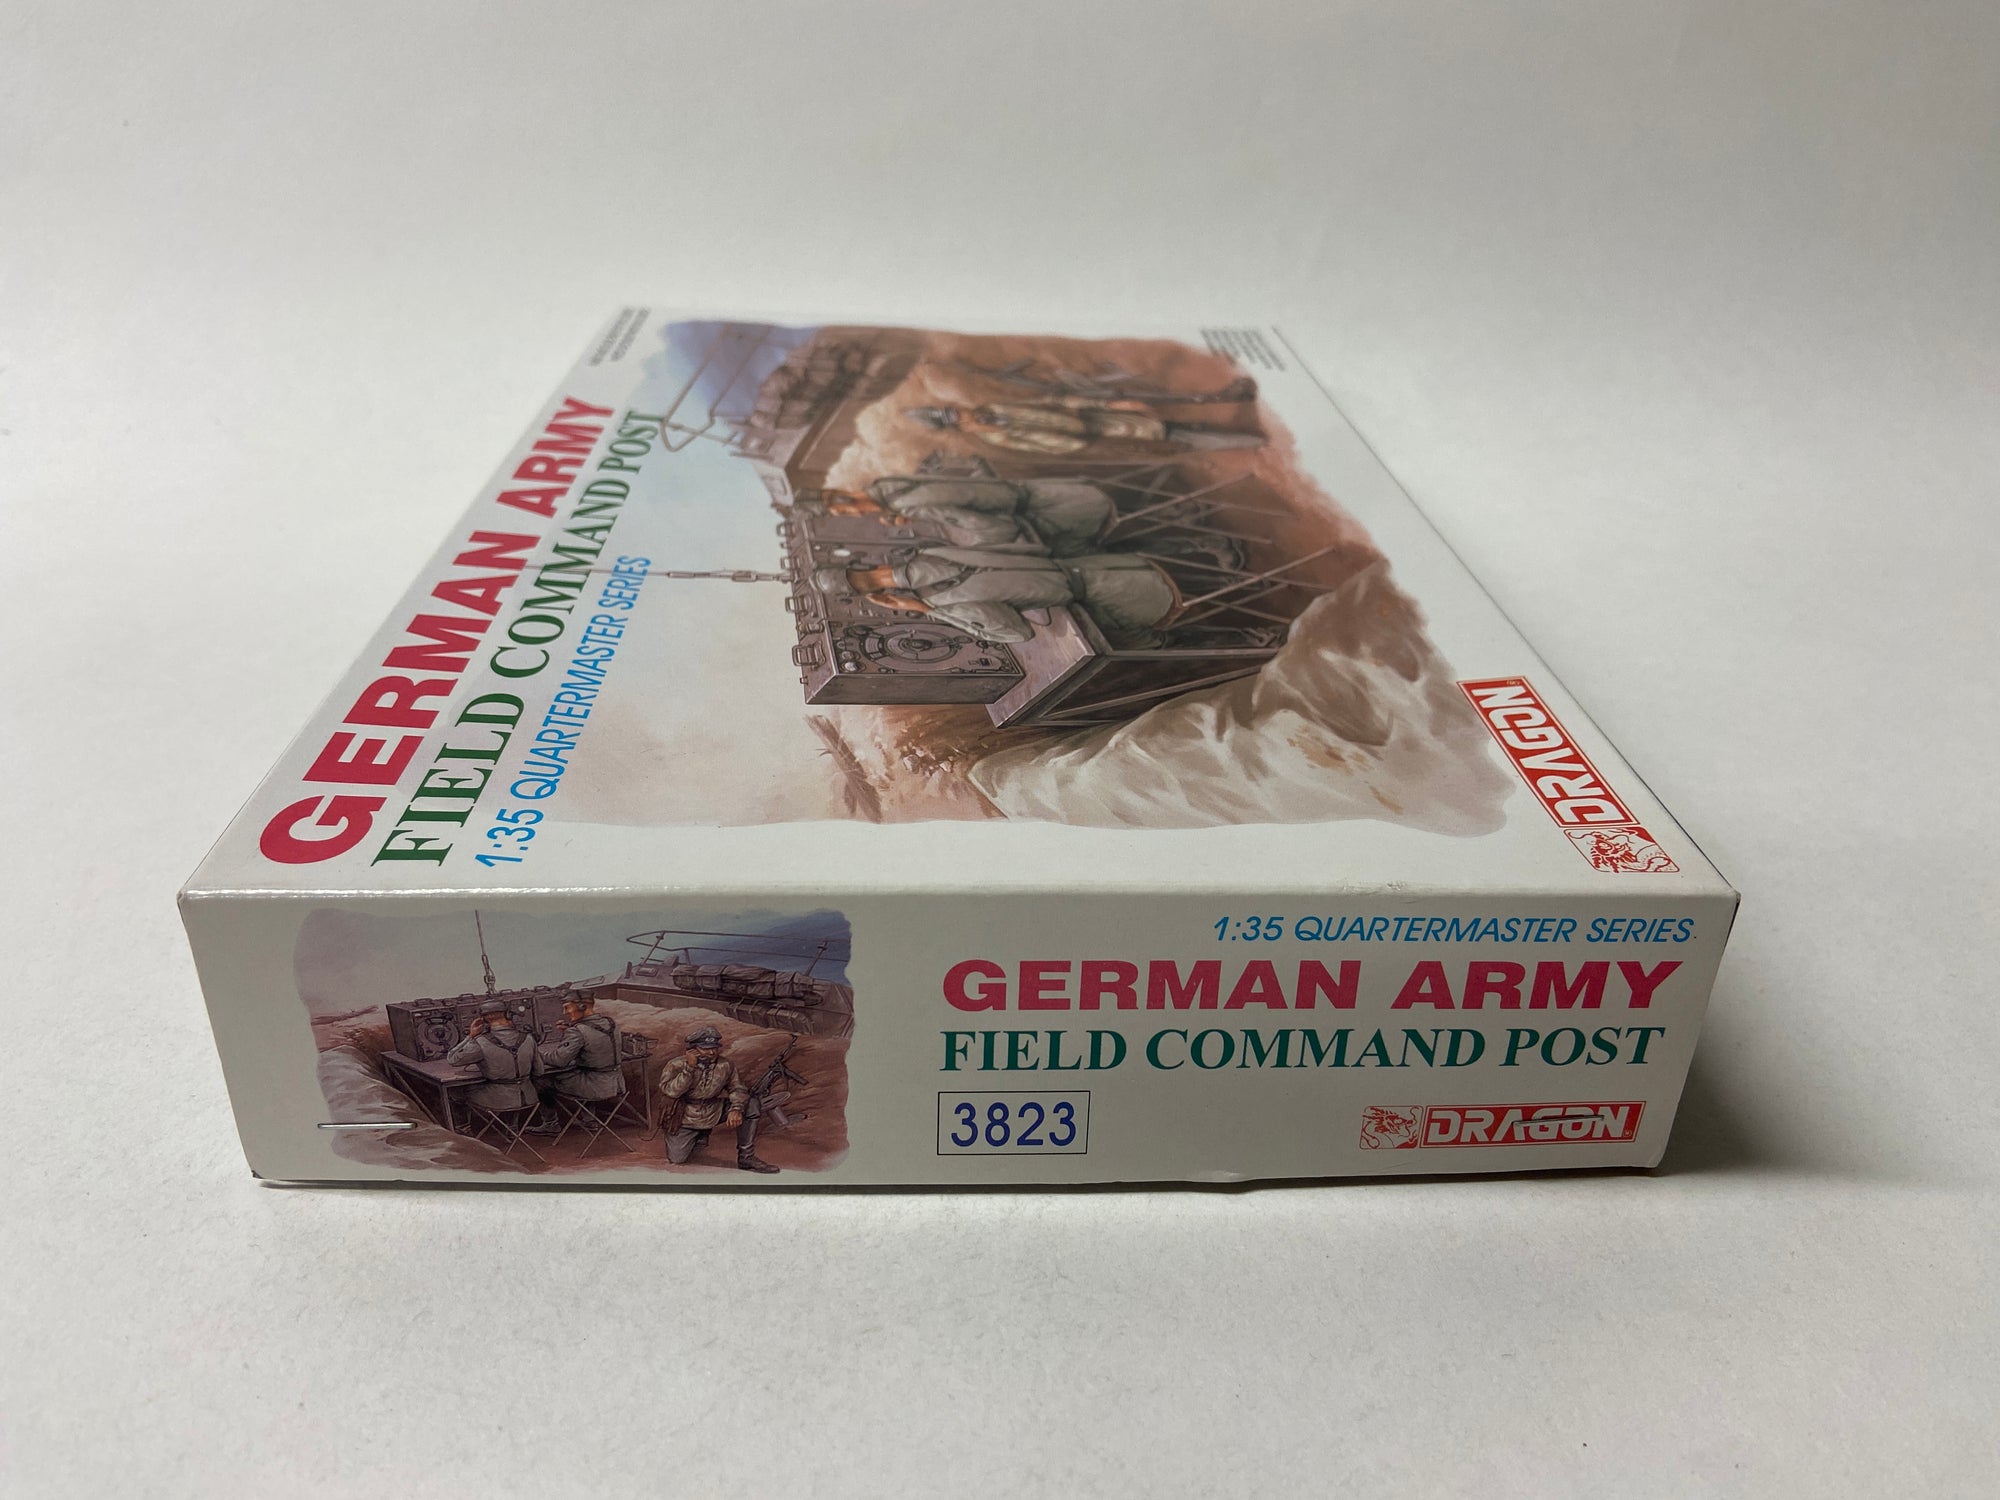 GERMAN ARMY
FIELD COMMAND POST
1:35 QUARTERMASTER SERIES
DRAGON
1:35 QUARTERMASTER SERIES
GERMAN ARMY
FIELD COMMAND POST
3823
DRAGON